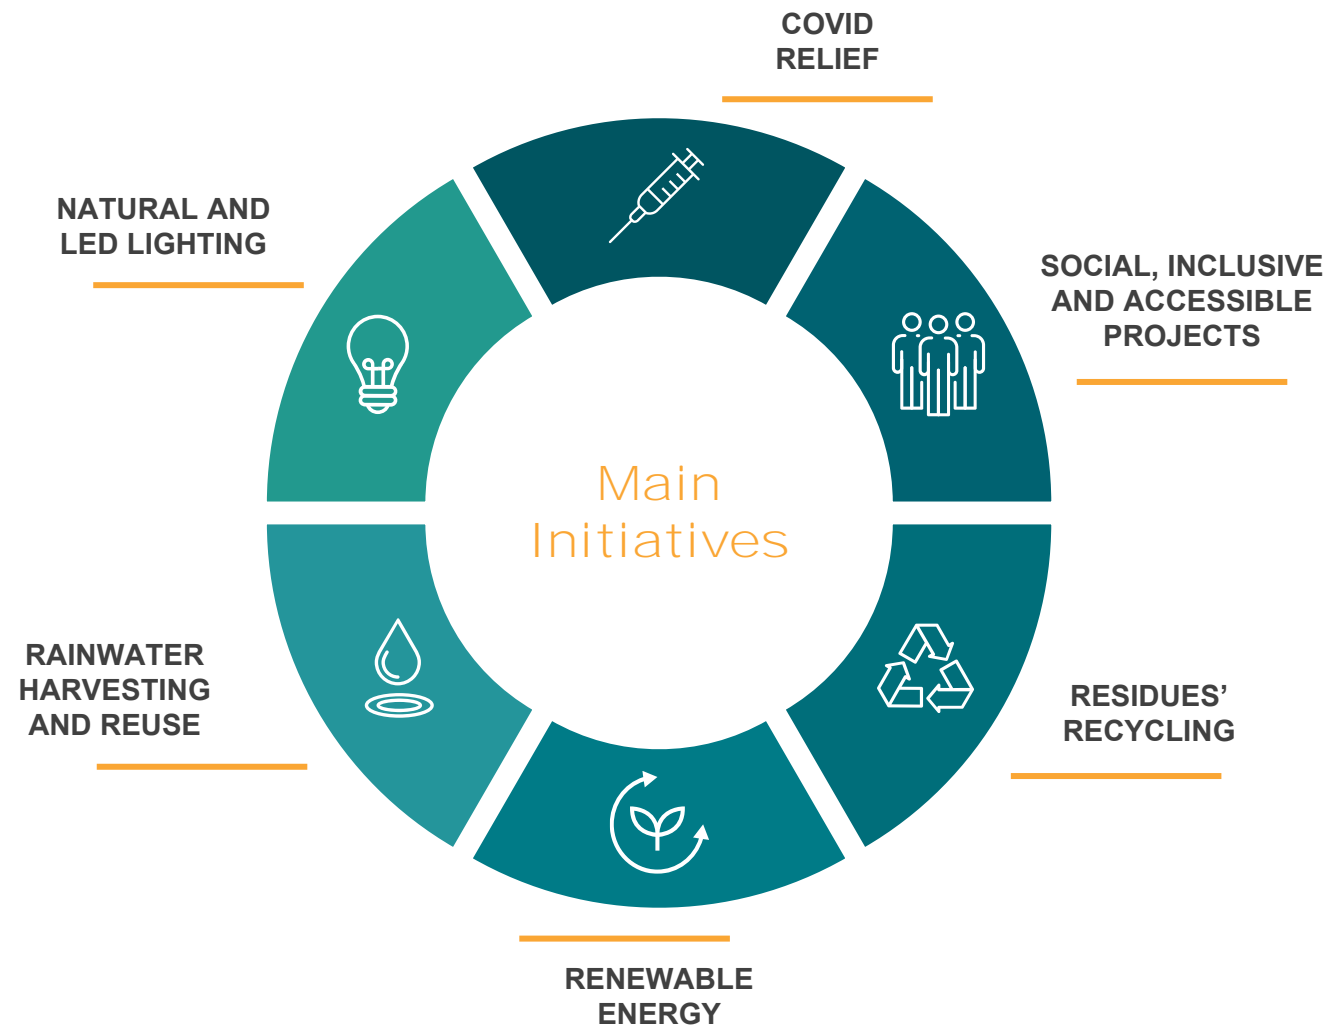 COVID
RELIEF
NATURAL AND
LED LIGHTING
SOCIAL, INCLUSIVE
AND ACCESSIBLE
PROJECTS
Main
Initiatives
RAINWATER
HARVESTING
AND REUSE
RESIDUES’
RECYCLING
RENEWABLE
ENERGY